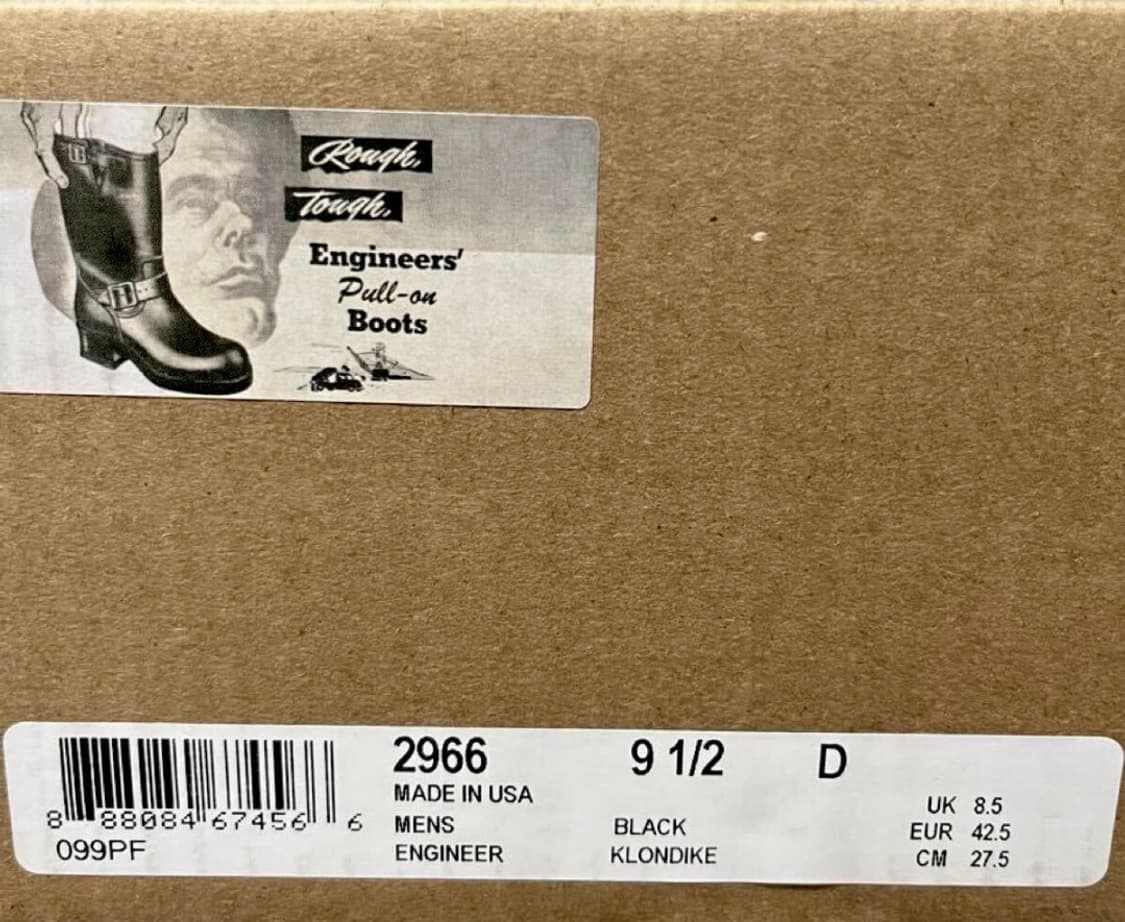 Rough,
Tough,
Engineers'
Pull-on
Boots
2966 9 1/2 D
MADE IN USA
UK 8.5
8 88084 67456 6 MENS BLACK EUR 42.5
099PF ENGINEER KLONDIKE CM 27.5